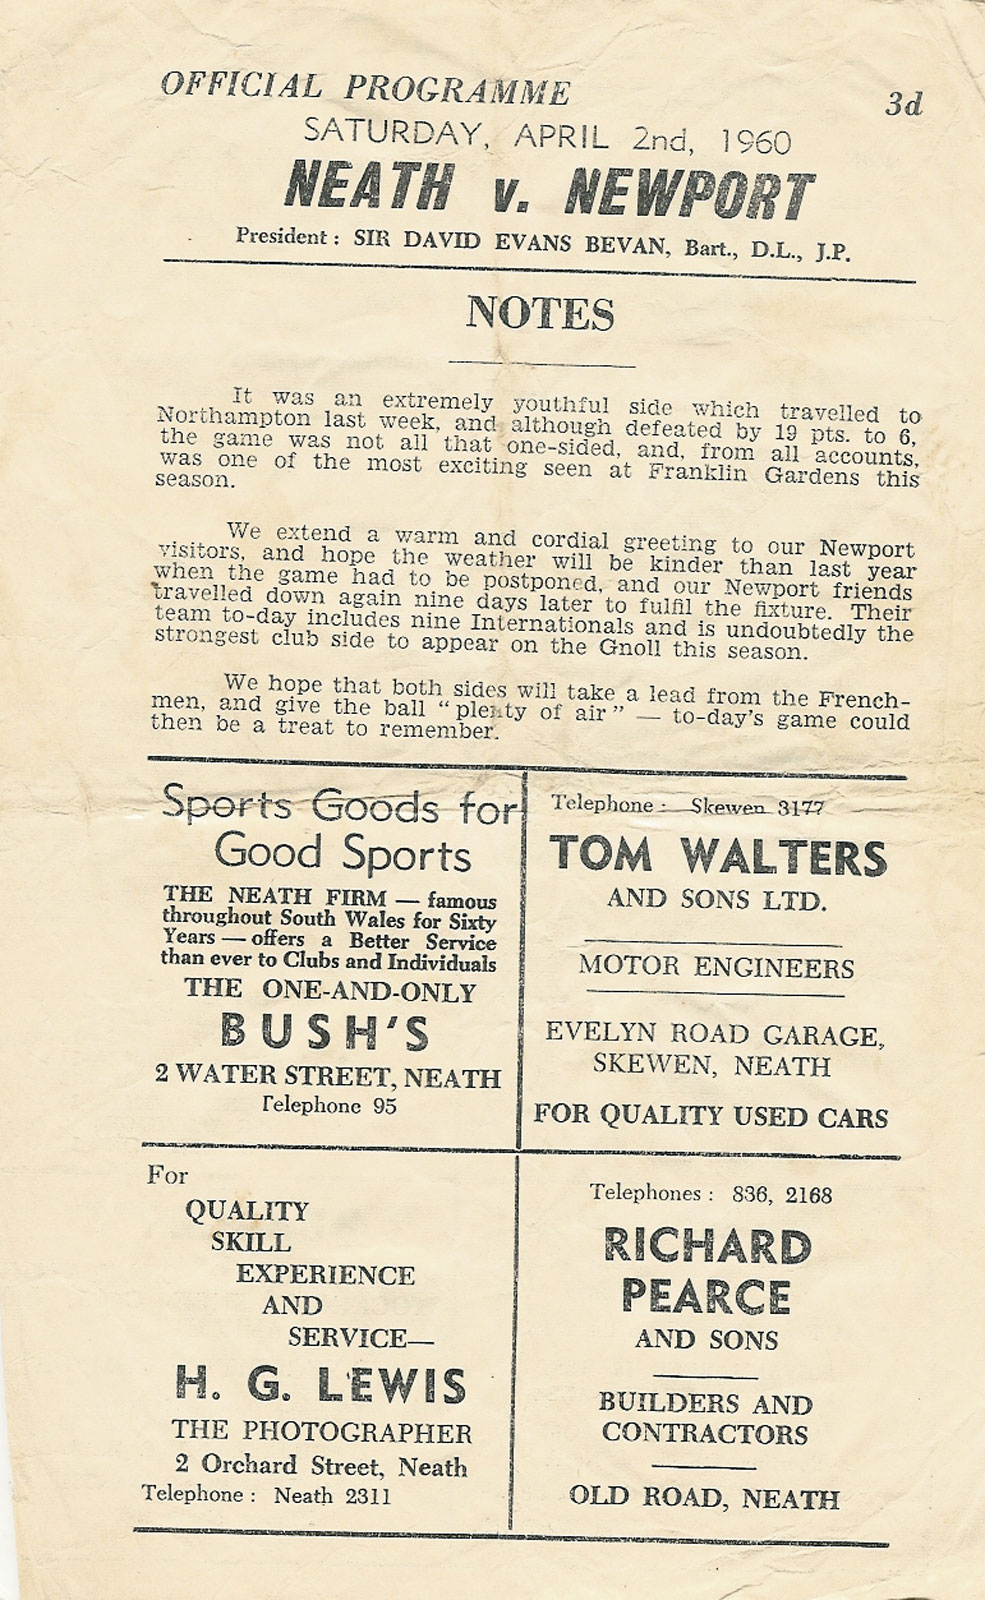 OFFICIAL PROGRAMME
3d
SATURDAY, APRIL 2nd, 1960
NEATH v. NEWPORT
President : SIR DAVID EVANS BEVAN, Bart., D.L., J.P.
NOTES
It was an extremely youthful side which travelled to
Northampton last week, and although defeated by 19 pts. to 6,
the game was not all that one-sided, and, from all accounts,
was one of the most exciting seen at Franklin Gardens this
season.
We extend a warm and cordial greeting to our Newport
visitors, and hope the weather will be kinder than last year
when the game had to be postponed, and our Newport friends
travelled down again nine days later to fulfil the fixture. Their
team to-day includes nine Internationals and is undoubtedly the
strongest club side to appear on the Gnoll this season.
We hope that both sides will take a lead from the French-
men, and give the ball "plenty of air" — to-day's game could
then be a treat to remember.
Sports Goods for
Good Sports
THE NEATH FIRM — famous
throughout South Wales for Sixty
Years — offers a Better Service
than ever to Clubs and Individuals
THE ONE-AND-ONLY
BUSH'S
2 WATER STREET, NEATH
Telephone 95
Telephone : Skewen 3177
TOM WALTERS
AND SONS LTD.
MOTOR ENGINEERS
EVELYN ROAD GARAGE,
SKEWEN, NEATH
FOR QUALITY USED CARS
For
QUALITY
SKILL
EXPERIENCE
AND
SERVICE—
H. G. LEWIS
THE PHOTOGRAPHER
2 Orchard Street, Neath
Telephone : Neath 2311
Telephones : 836, 2168
RICHARD
PEARCE
AND SONS
BUILDERS AND
CONTRACTORS
OLD ROAD, NEATH